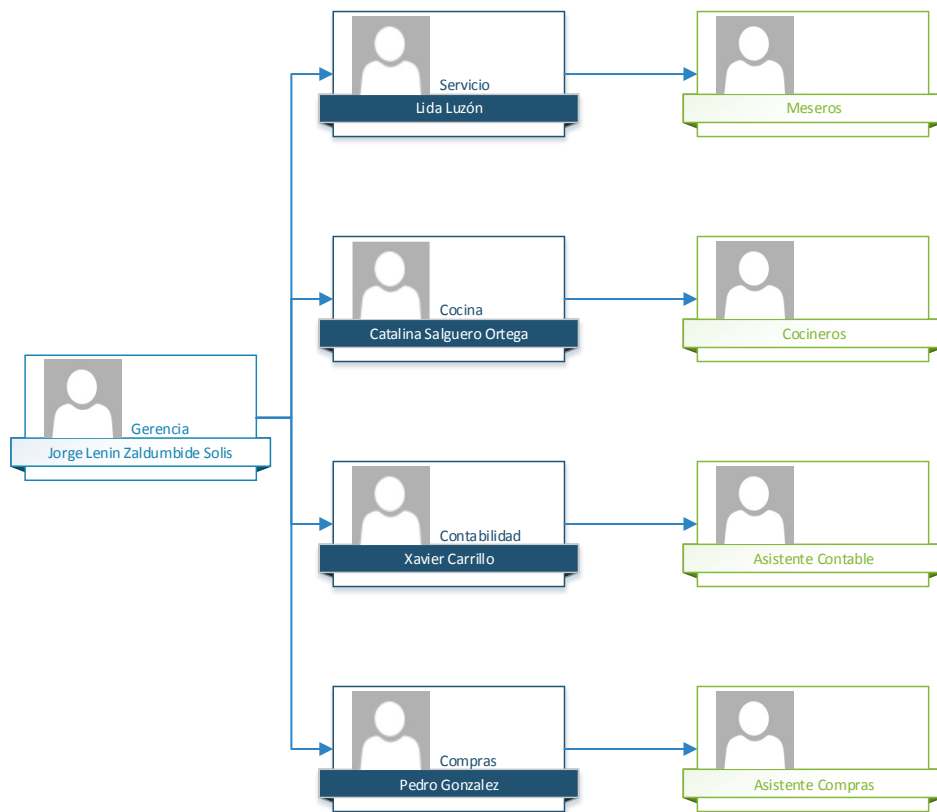 Servicio
Lida Luzón
Meseros
Cocina
Catalina Salguero Ortega
Cocineros
Gerencia
Jorge Lenin Zaldumbide Solis
Contabilidad
Xavier Carrillo
Asistente Contable
Compras
Pedro Gonzalez
Asistente Compras